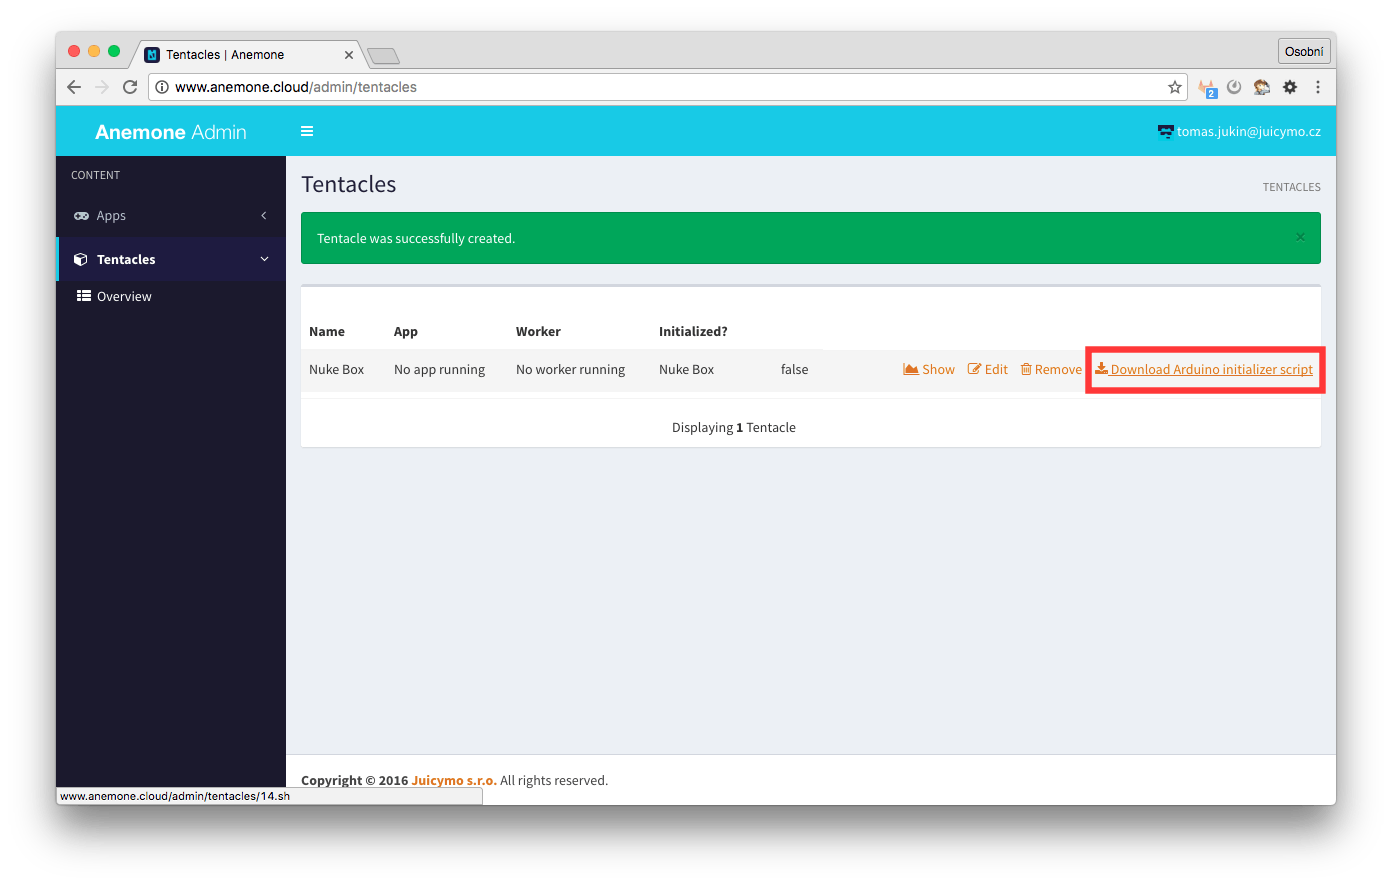 Tentacles | Anemone
Osobní
www.anemone.cloud/admin/tentacles
2
Anemone Admin
tomas.jukin@juicymo.cz
CONTENT
Apps
Tentacles
Overview
Tentacles
TENTACLES
Tentacle was successfully created.
Name App Worker Initialized?
Nuke Box No app running No worker running Nuke Box false Show Edit Remove Download Arduino initializer script
Displaying 1 Tentacle
Copyright © 2016 Juicymo s.r.o. All rights reserved.
www.anemone.cloud/admin/tentacles/14.sh